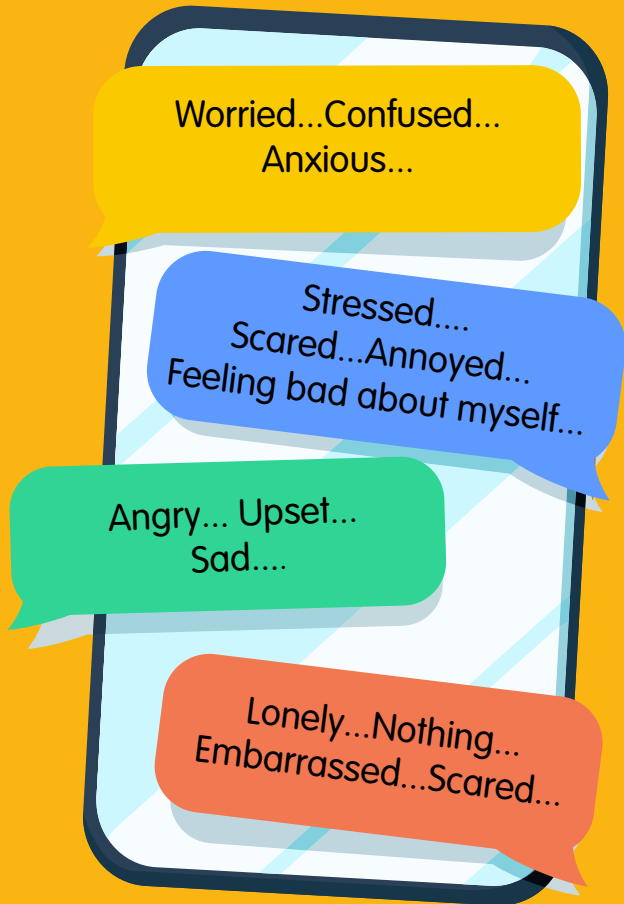 Worried...Confused...
Anxious...
Stressed....
Scared...Annoyed...
Feeling bad about myself...
Angry... Upset...
Sad....
Lonely...Nothing...
Embarrassed...Scared...